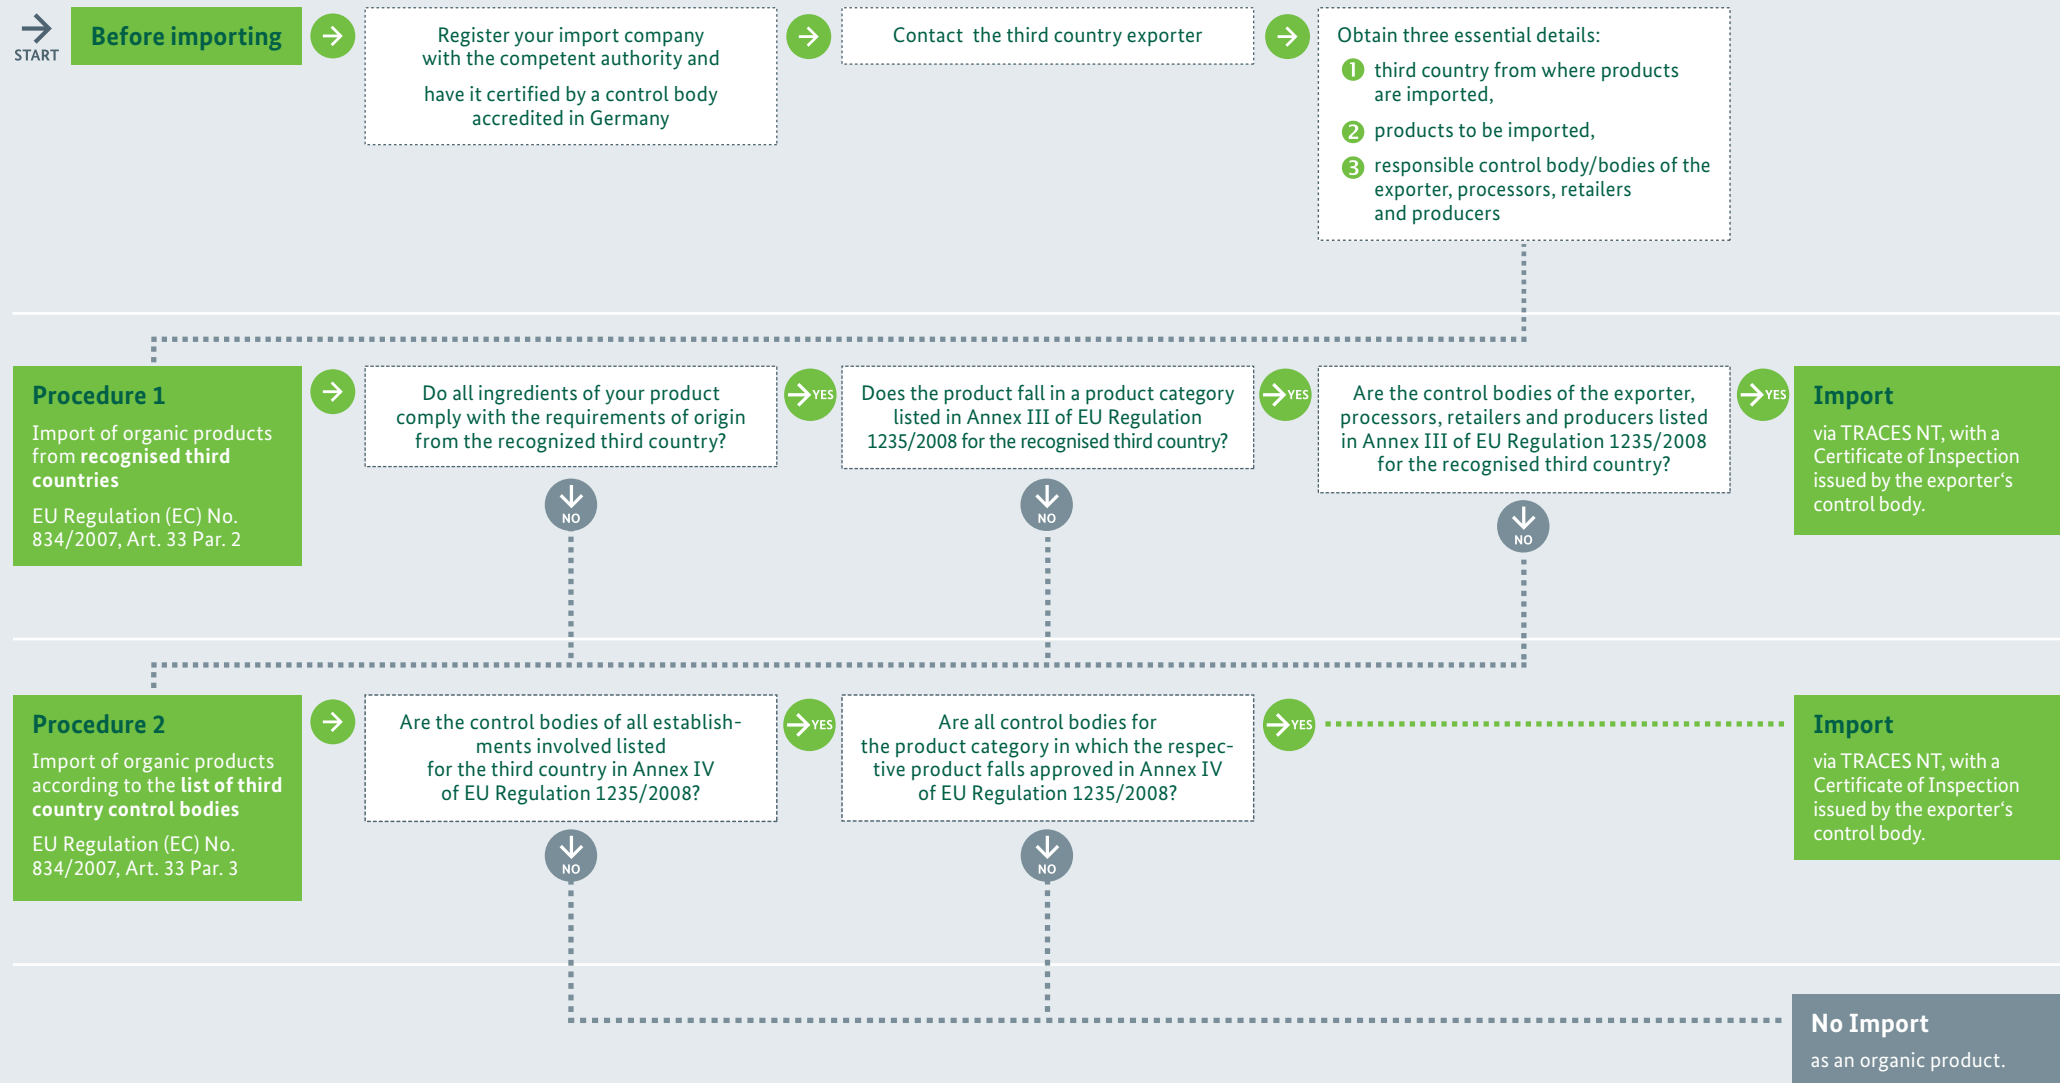 START
Before importing
Register your import company
with the competent authority and
have it certified by a control body
accredited in Germany
Contact the third country exporter
Obtain three essential details:
1 third country from where products
are imported,
2 products to be imported,
3 responsible control body/bodies of the
exporter, processors, retailers
and producers
Procedure 1
Import of organic products
from recognised third
countries
EU Regulation (EC) No.
834/2007, Art. 33 Par. 2
Do all ingredients of your product
comply with the requirements of origin
from the recognized third country?
YES
NO
Does the product fall in a product category
listed in Annex III of EU Regulation
1235/2008 for the recognised third country?
YES
NO
Are the control bodies of the exporter,
processors, retailers and producers listed
in Annex III of EU Regulation 1235/2008
for the recognised third country?
YES
NO
Import
via TRACES NT, with a
Certificate of Inspection
issued by the exporter‘s
control body.
Procedure 2
Import of organic products
according to the list of third
country control bodies
EU Regulation (EC) No.
834/2007, Art. 33 Par. 3
Are the control bodies of all establish-
ments involved listed
for the third country in Annex IV
of EU Regulation 1235/2008?
YES
NO
Are all control bodies for
the product category in which the respec-
tive product falls approved in Annex IV
of EU Regulation 1235/2008?
YES
NO
Import
via TRACES NT, with a
Certificate of Inspection
issued by the exporter‘s
control body.
No Import
as an organic product.